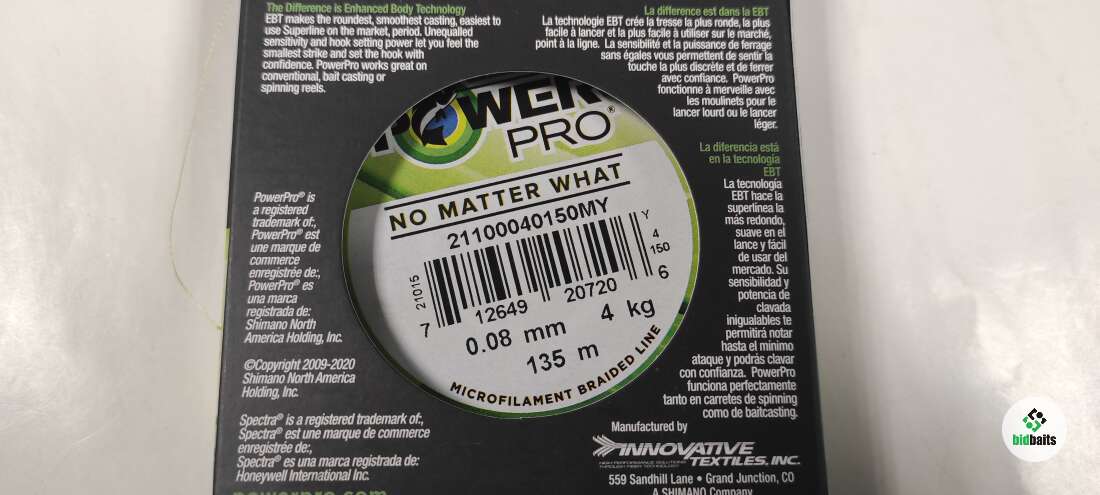 The Difference is Enhanced Body Technology
EBT makes the roundest, smoothest casting, easiest to
use Superline on the market, period. Unequalled
sensitivity and hook setting power let you feel the
smallest strike and set the hook with
confidence. PowerPro works great on
conventional, bait casting or
spinning reels.
La différence est dans la EBT
La technologie EBT crée la tresse la plus ronde, la plus
facile à lancer et la plus facile à utiliser sur le marché,
point à la ligne. La sensibilité et la puissance de ferrage
sans égales vous permettent de sentir la
touche la plus discrète et de ferrer
avec confiance. PowerPro
fonctionne à merveille avec
les moulinets pour le
lancer lourd ou le lancer
léger.
La diferencia está
en la tecnología
EBT
La tecnología
EBT hace la
superlínea la
más redondo,
suave en el
lance y fácil
de usar del
mercado. Su
sensibilidad y
potencia de
clavada
inigualables te
permitirá notar
hasta el mínimo
ataque y podrás clavar
con confianza. PowerPro
funciona perfectamente
tanto en carretes de spinning
como de baitcasting.
POWER
PRO®
NO MATTER WHAT
21100040150MY
21015
Y
4
150
7 12649 20720 6
0.08 mm 4 kg
135 m
MICROFILAMENT BRAIDED LINE
PowerPro® is
a registered
trademark of:,
PowerPro® est
une marque de
commerce
enregistrée de:,
PowerPro® es
una marca
registrada de:
Shimano North
America Holding, Inc.
©Copyright 2009-2020
Shimano North America
Holding, Inc.
Spectra® is a registered trademark of:,
Spectra® est une marque de commerce
enregistrée de:,
Spectra® es una marca registrada de:
Honeywell International Inc.
powerpro.com
Manufactured by
INNOVATIVE
TEXTILES, INC.
HIGH PERFORMANCE SOLUTIONS
THROUGH FIBER TECHNOLOGY
559 Sandhill Lane • Grand Junction, CO
A SHIMANO Company
bidbaits